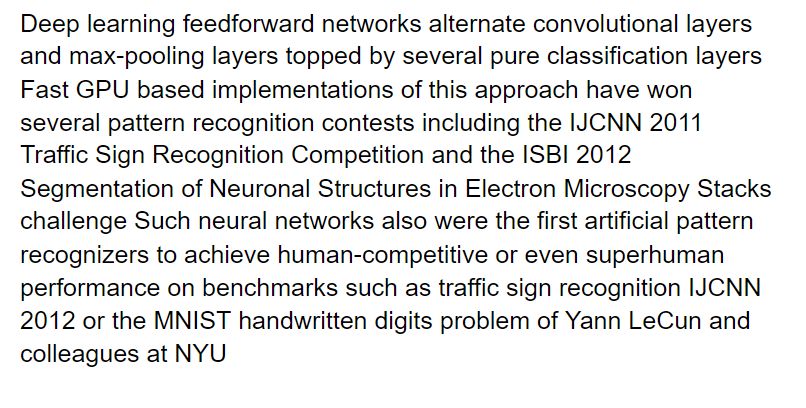 Deep learning feedforward networks alternate convolutional layers
and max-pooling layers topped by several pure classification layers
Fast GPU based implementations of this approach have won
several pattern recognition contests including the IJCNN 2011
Traffic Sign Recognition Competition and the ISBI 2012
Segmentation of Neuronal Structures in Electron Microscopy Stacks
challenge Such neural networks also were the first artificial pattern
recognizers to achieve human-competitive or even superhuman
performance on benchmarks such as traffic sign recognition IJCNN
2012 or the MNIST handwritten digits problem of Yann LeCun and
colleagues at NYU